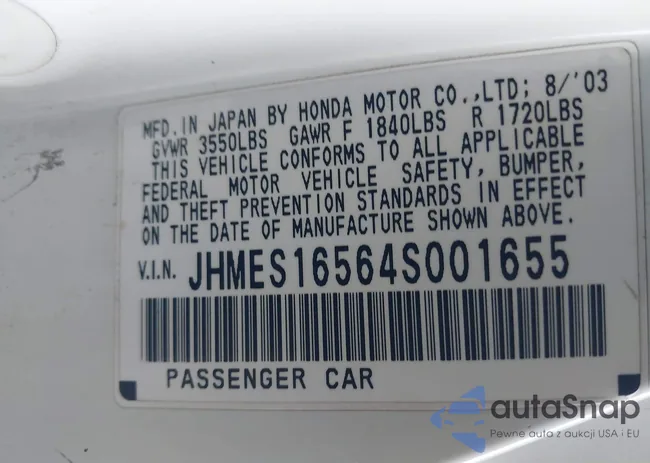 MFD. IN JAPAN BY HONDA MOTOR CO.,LTD; 8/'03
GVWR 3550LBS GAWR F 1840LBS R 1720LBS
THIS VEHICLE CONFORMS TO ALL APPLICABLE
FEDERAL MOTOR VEHICLE SAFETY, BUMPER,
AND THEFT PREVENTION STANDARDS IN EFFECT
ON THE DATE OF MANUFACTURE SHOWN ABOVE.
V.I.N. JHMES16564S001655
PASSENGER CAR
autaSnap
Pewne auta z aukcji USA i EU